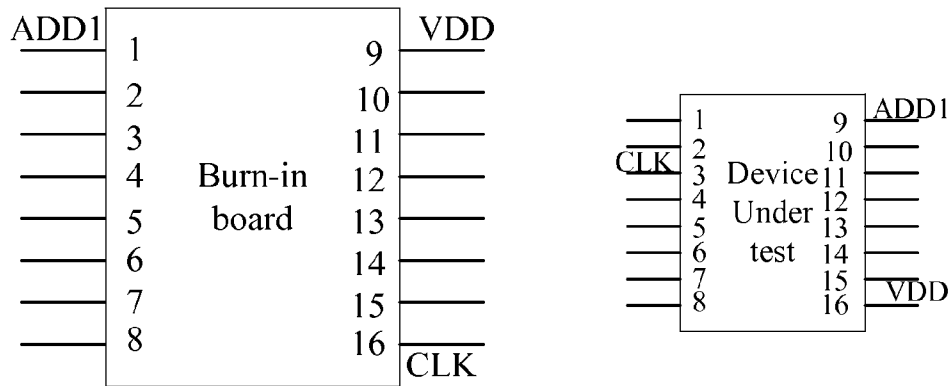 ADD1 VDD
1 9
2 10
3 11
4 12
5 13
6 14
7 15
8 16
CLK
Burn-in
board
ADD1
1 9
2 10
CLK
3 11
4 12
5 13
6 14
7 15
VDD
8 16
Device
Under
test